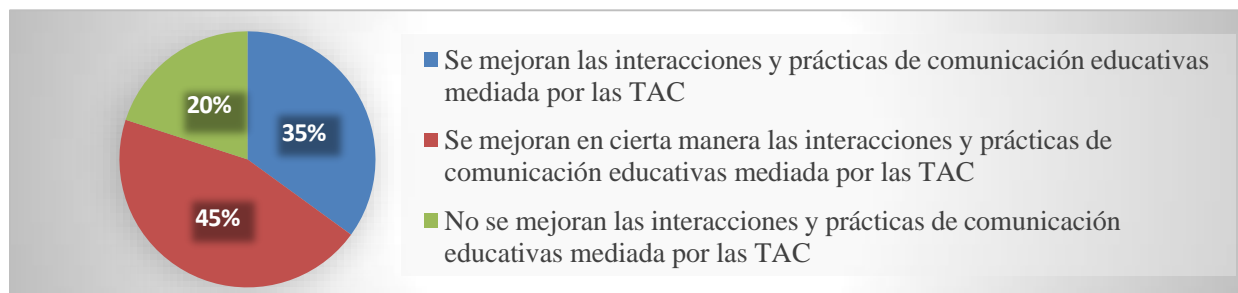 20%
35%
45%
Se mejoran las interacciones y prácticas de comunicación educativas
mediada por las TAC
Se mejoran en cierta manera las interacciones y prácticas de
comunicación educativas mediada por las TAC
No se mejoran las interacciones y prácticas de comunicación
educativas mediada por las TAC